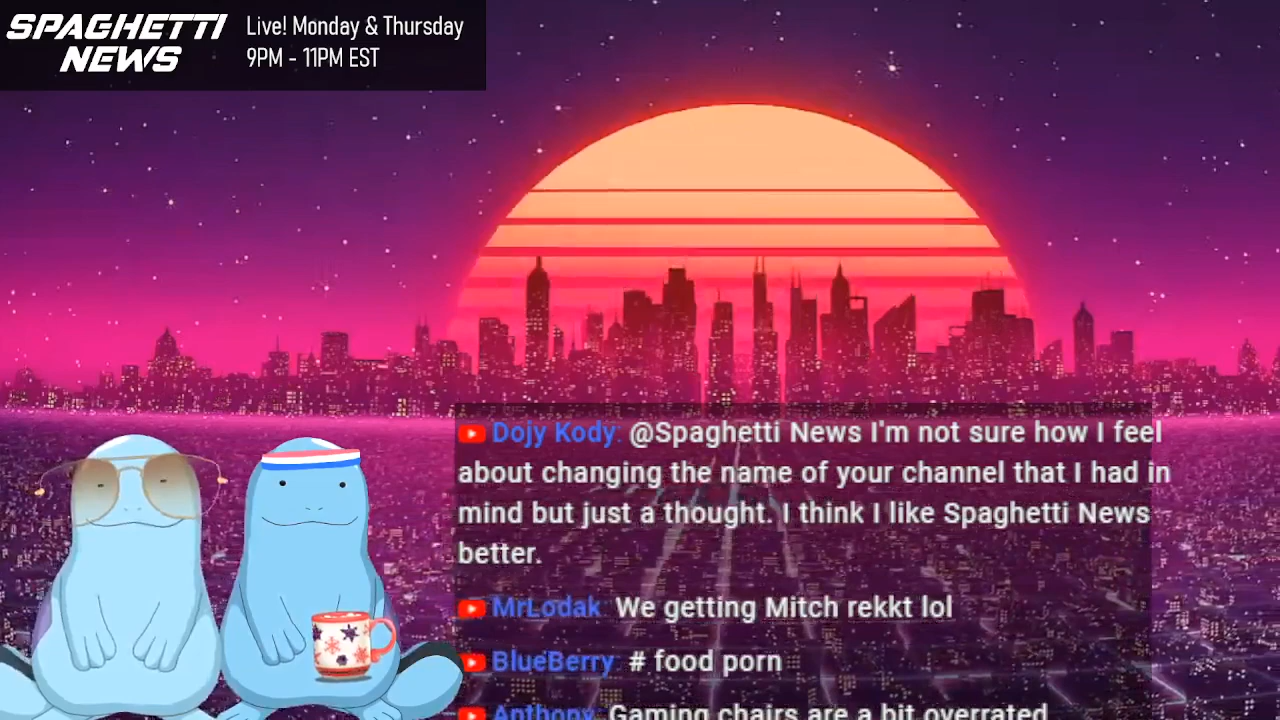 SPAGHETTI
NEWS
Live! Monday & Thursday
9PM - 11PM EST
Dojy Kody: @Spaghetti News I'm not sure how I feel
about changing the name of your channel that I had in
mind but just a thought. I think I like Spaghetti News
better.
MrLodak: We getting Mitch rekkt lol
BlueBerry: # food porn
Anthony: Gaming chairs are a bit overrated